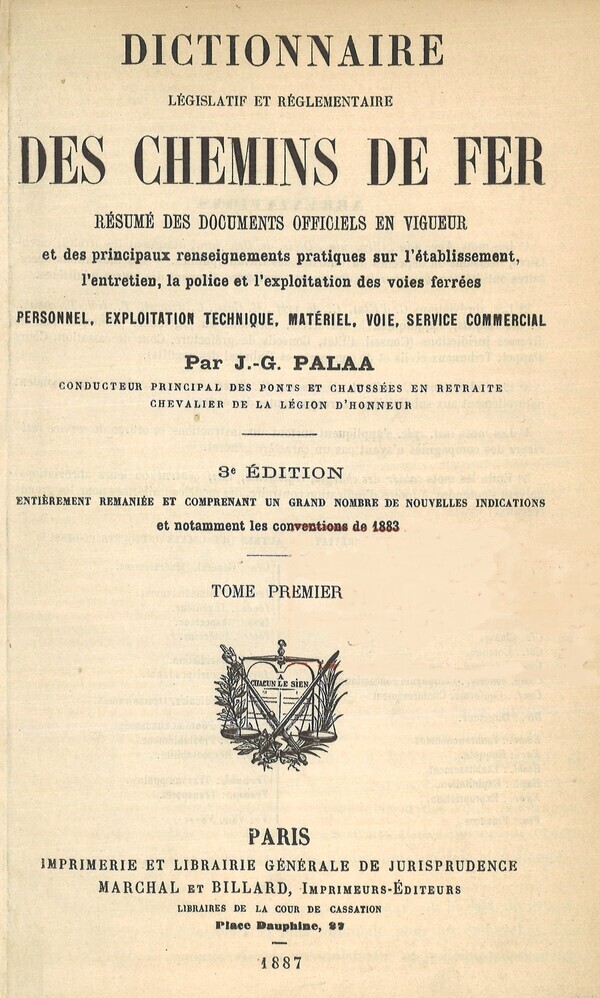 DICTIONNAIRE
LÉGISLATIF ET RÉGLEMENTAIRE
DES CHEMINS DE FER
RÉSUMÉ DES DOCUMENTS OFFICIELS EN VIGUEUR
et des principaux renseignements pratiques sur l'établissement,
l'entretien, la police et l'exploitation des voies ferrées
PERSONNEL, EXPLOITATION TECHNIQUE, MATÉRIEL, VOIE, SERVICE COMMERCIAL
Par J.-G. PALAA
CONDUCTEUR PRINCIPAL DES PONTS ET CHAUSSÉES EN RETRAITE
CHEVALIER DE LA LÉGION D'HONNEUR
3e ÉDITION
ENTIÈREMENT REMANIÉE ET COMPRENANT UN GRAND NOMBRE DE NOUVELLES INDICATIONS
et notamment les conventions de 1883
TOME PREMIER
A
CHACUN LE SIEN
PARIS
IMPRIMERIE ET LIBRAIRIE GÉNÉRALE DE JURISPRUDENCE
MARCHAL ET BILLARD, IMPRIMEURS-ÉDITEURS
LIBRAIRES DE LA COUR DE CASSATION
Place Dauphine, 27
1887